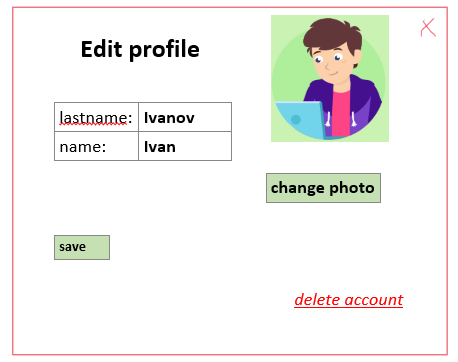 Edit profile
lastname: Ivanov
name: Ivan
change photo
save
delete account